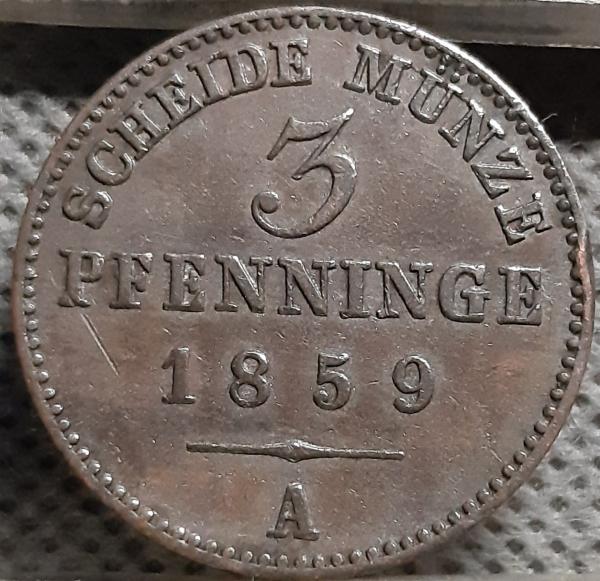 SCHEIDE MÜNZE
3
PFENNINGE
1859
A